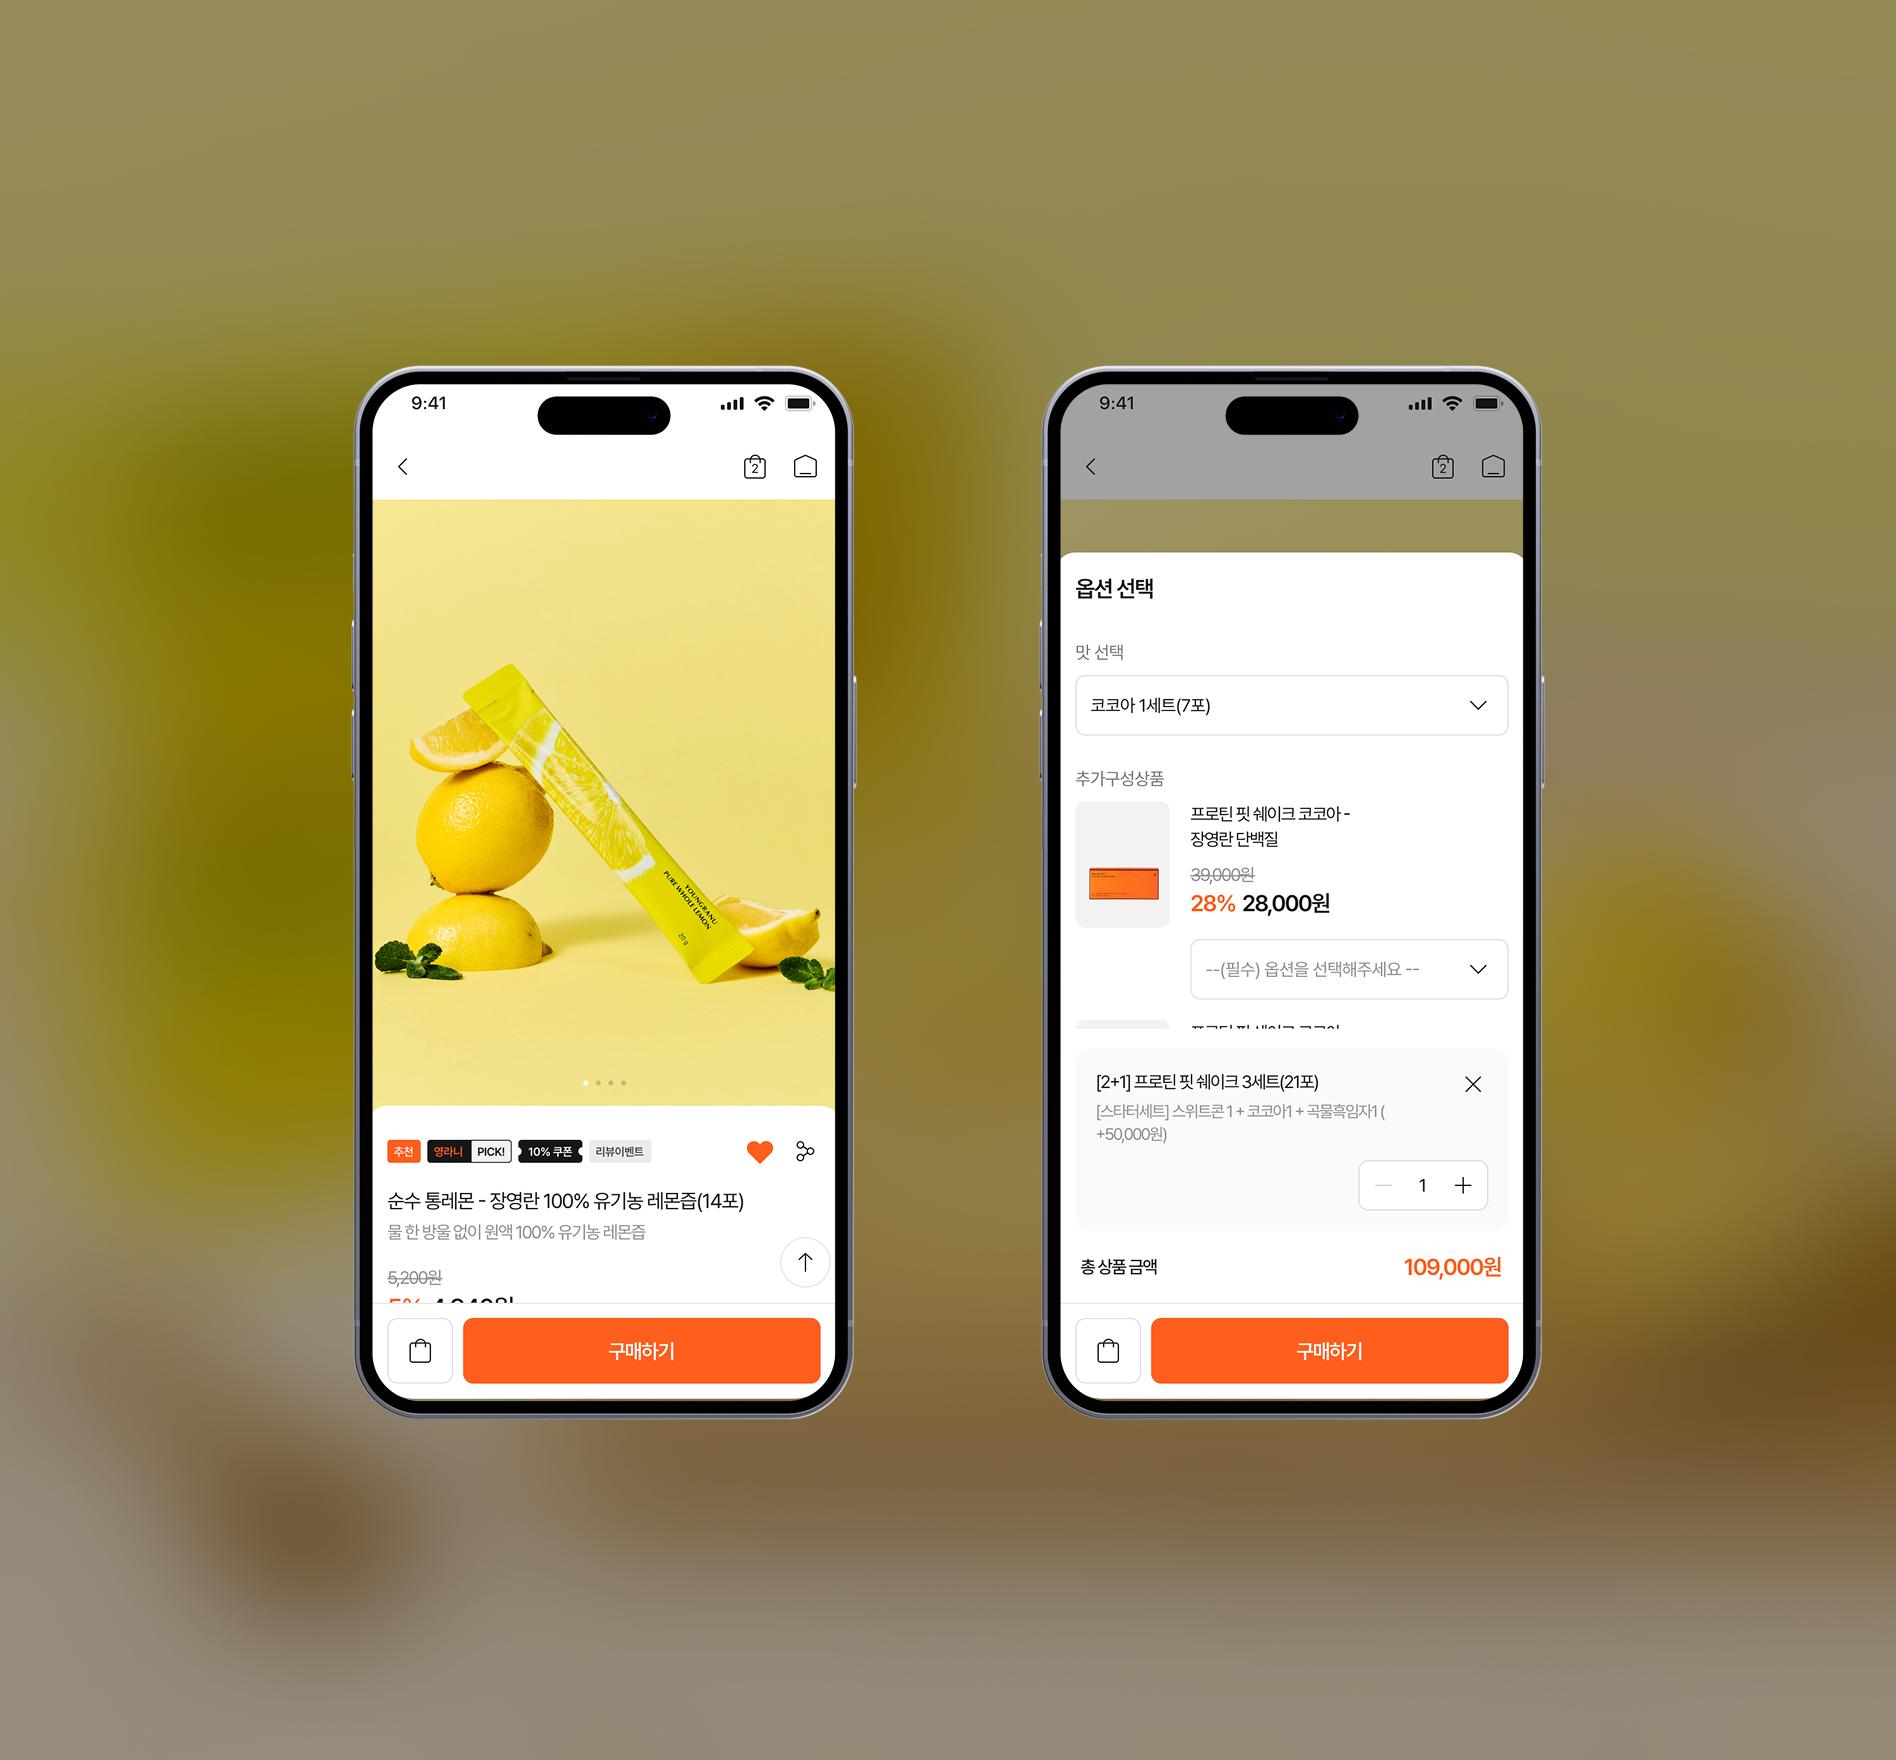 9:41
2
YOUNGRANU
PURE WHOLE LEMON
20 g
추천
영라니 PICK!
10% 쿠폰
리뷰이벤트
순수 통레몬 - 장영란 100% 유기농 레몬즙(14포)
물 한 방울 없이 원액 100% 유기농 레몬즙
5,200원
구매하기
9:41
2
옵션 선택
맛 선택
코코아 1세트(7포)
추가구성상품
프로틴 핏 쉐이크 코코아 -
장영란 단백질
39,000원
28% 28,000원
--(필수) 옵션을 선택해주세요 --
[2+1] 프로틴 핏 쉐이크 3세트(21포)
[스타터세트] 스위트콘 1 + 코코아1 + 곡물흑임자1 (
+50,000원)
1
총 상품 금액
109,000원
구매하기